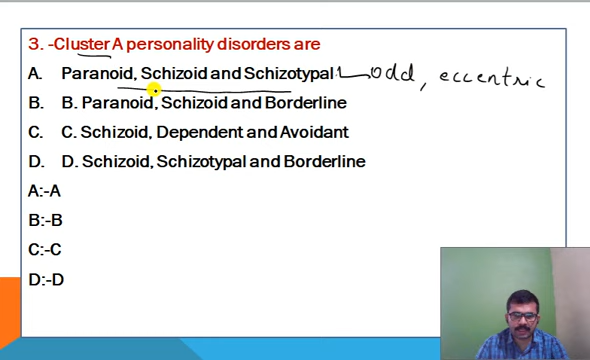 3. -Cluster A personality disorders are
A. Paranoid, Schizoid and Schizotypal odd, eccentric
B. B. Paranoid, Schizoid and Borderline
C. C. Schizoid, Dependent and Avoidant
D. D. Schizoid, Schizotypal and Borderline
A:-A
B:-B
C:-C
D:-D